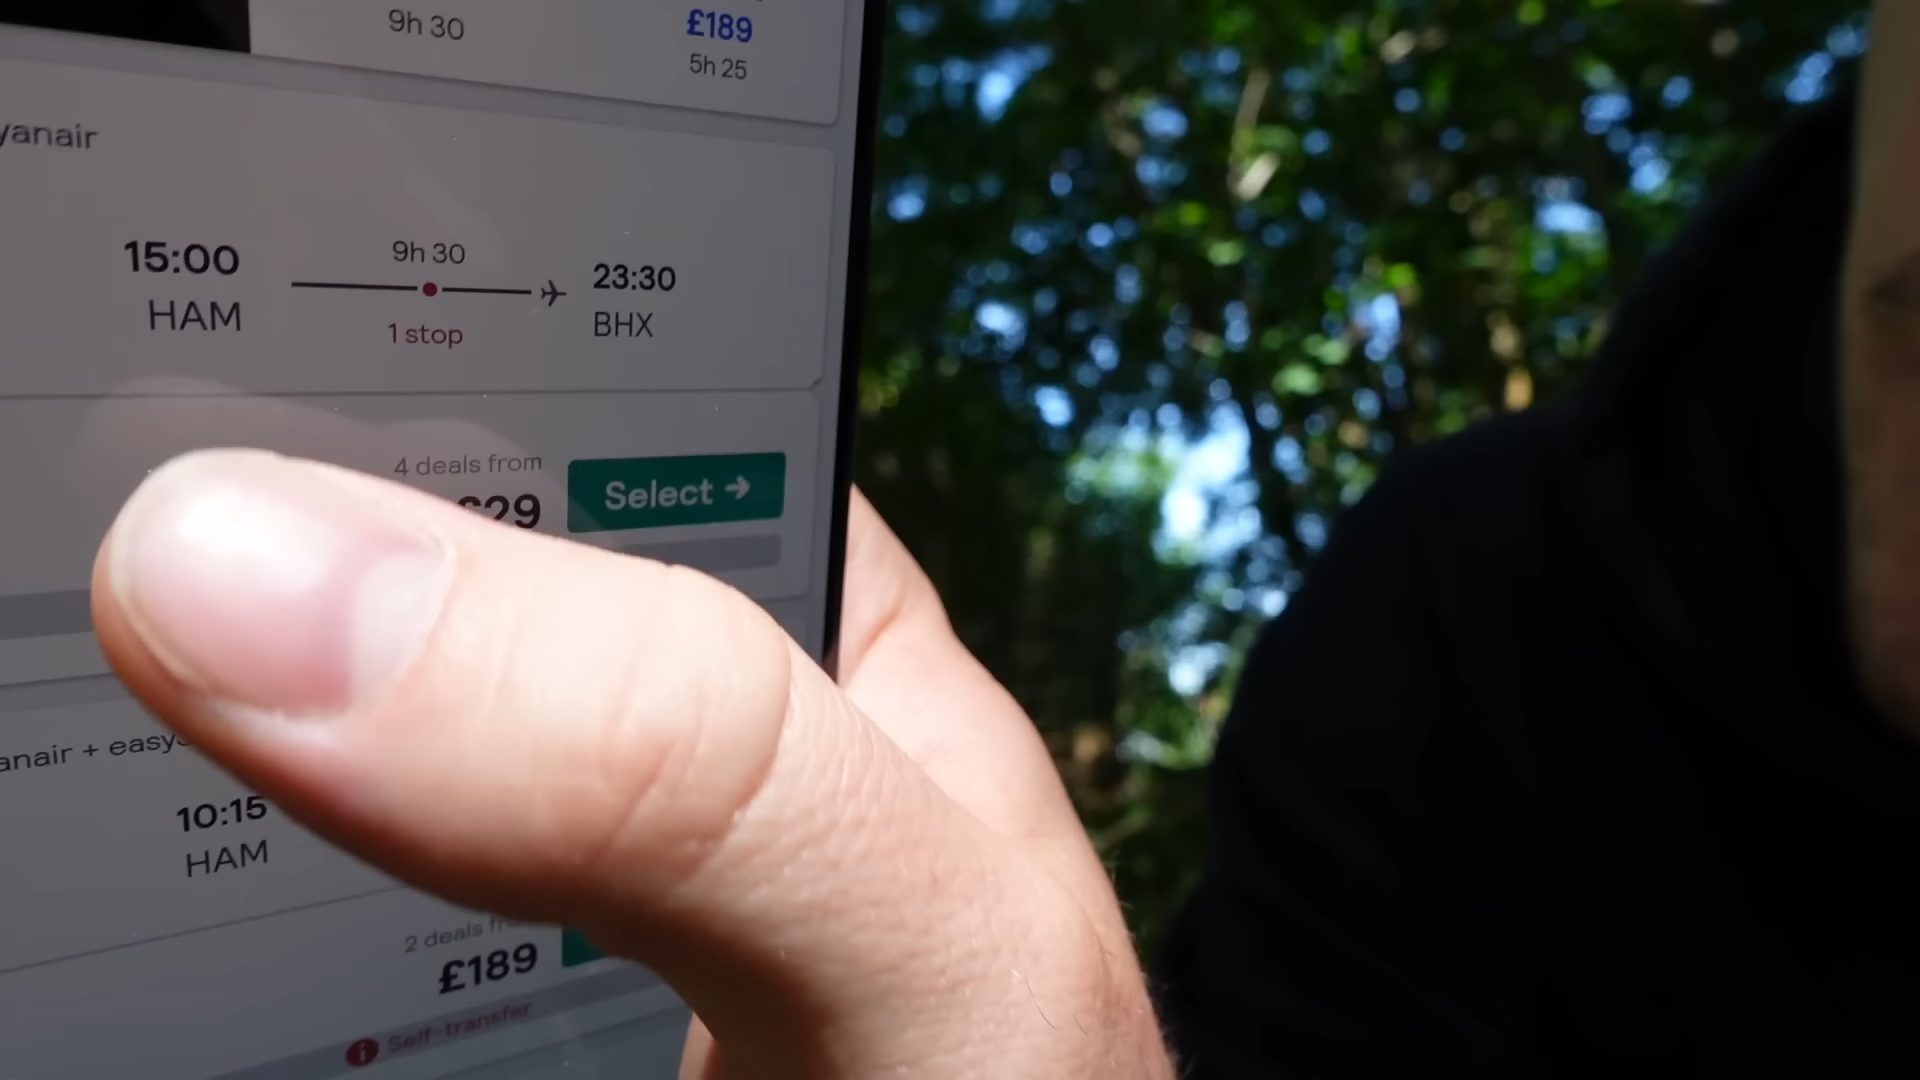 9h 30
£189
5h 25
yanair
15:00
9h 30
23:30
HAM
1 stop
BHX
4 deals from
£29
Select →
anair + easy
10:15
HAM
2 deals
£189
Self-transfer